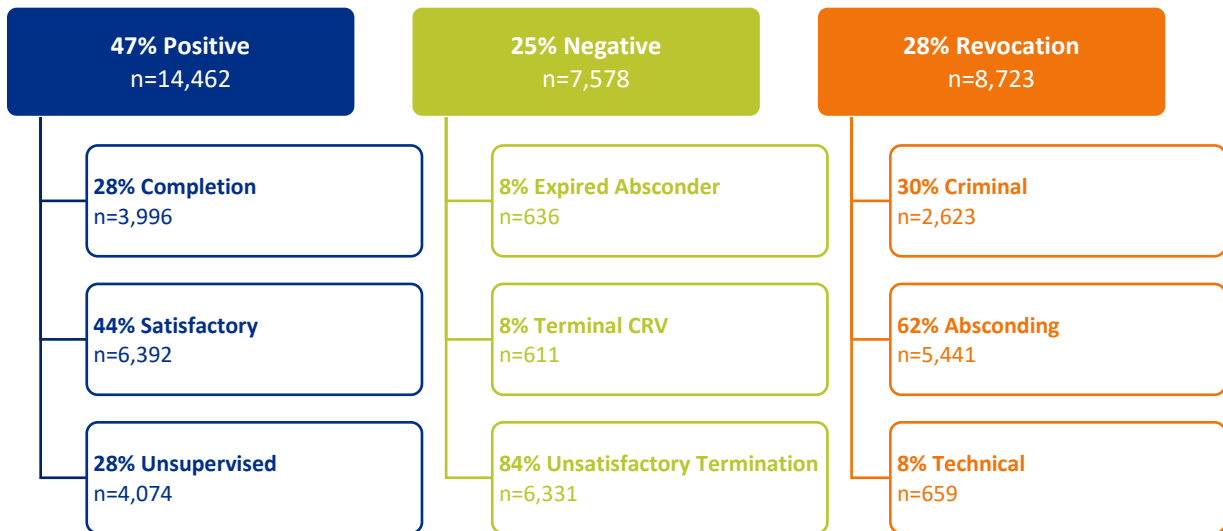 47% Positive
n=14,462
28% Completion
n=3,996
44% Satisfactory
n=6,392
28% Unsupervised
n=4,074
25% Negative
n=7,578
8% Expired Absconder
n=636
8% Terminal CRV
n=611
84% Unsatisfactory Termination
n=6,331
28% Revocation
n=8,723
30% Criminal
n=2,623
62% Absconding
n=5,441
8% Technical
n=659